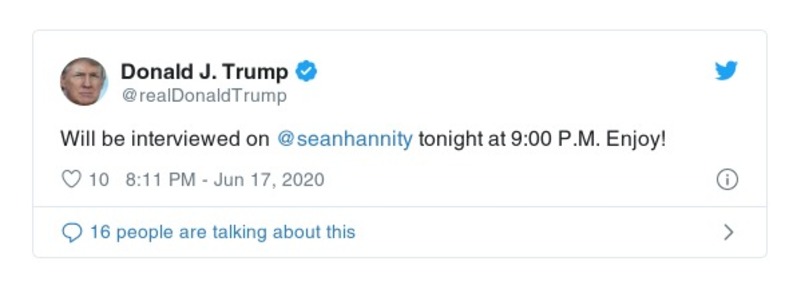 Donald J. Trump
@realDonaldTrump
Will be interviewed on @seanhannity tonight at 9:00 P.M. Enjoy!
10 8:11 PM - Jun 17, 2020
16 people are talking about this